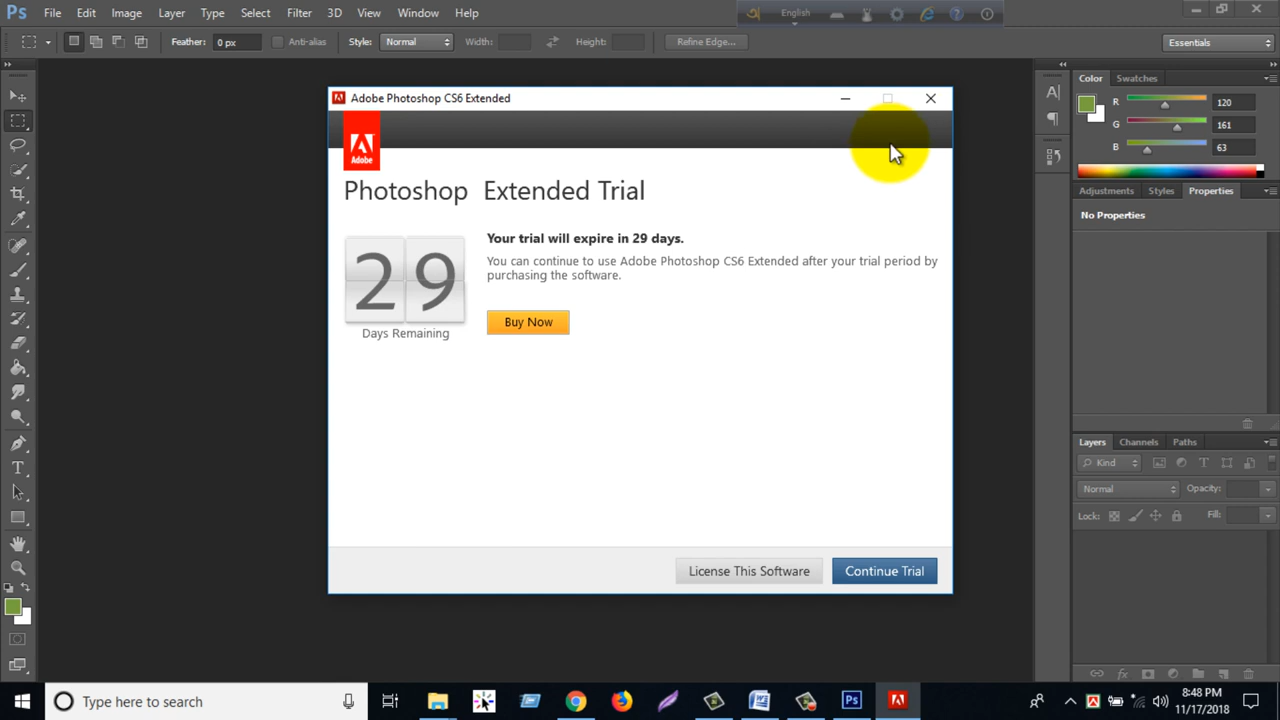 Ps File Edit Image Layer Type Select Filter 3D View Window Help
English
Feather: 0 px Anti-alias Style: Normal Width: Height: Refine Edge... Essentials
Adobe Photoshop CS6 Extended
Adobe
Photoshop Extended Trial
29
Days Remaining
Your trial will expire in 29 days.
You can continue to use Adobe Photoshop CS6 Extended after your trial period by
purchasing the software.
Buy Now
License This Software Continue Trial
Color Swatches
R 120
G 161
B 63
Adjustments Styles Properties
No Properties
Layers Channels Paths
Kind
Normal Opacity:
Lock: Fill:
Type here to search
8:48 PM
11/17/2018